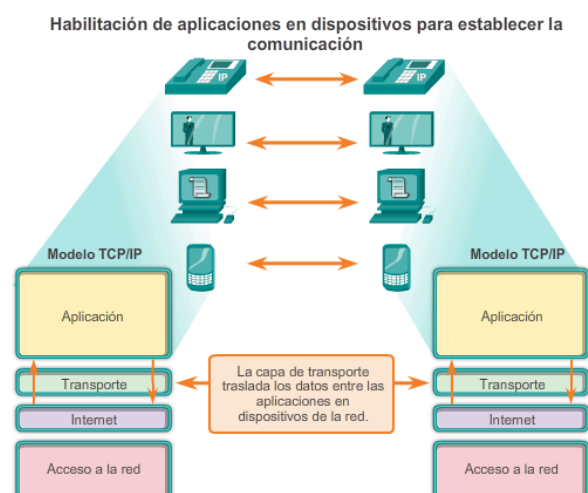 Habilitación de aplicaciones en dispositivos para establecer la
comunicación
IP
IP
Modelo TCP/IP
Modelo TCP/IP
Aplicación
Aplicación
La capa de transporte
traslada los datos entre las
aplicaciones en
dispositivos de la red.
Transporte
Transporte
Internet
Internet
Acceso a la red
Acceso a la red